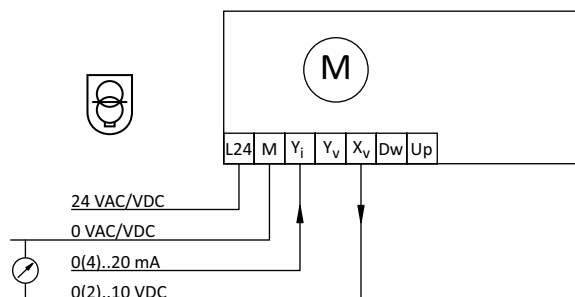 M
L24 M Yi Yv Xv Dw Up
24 VAC/VDC
0 VAC/VDC
0(4)..20 mA
0(2)..10 VDC